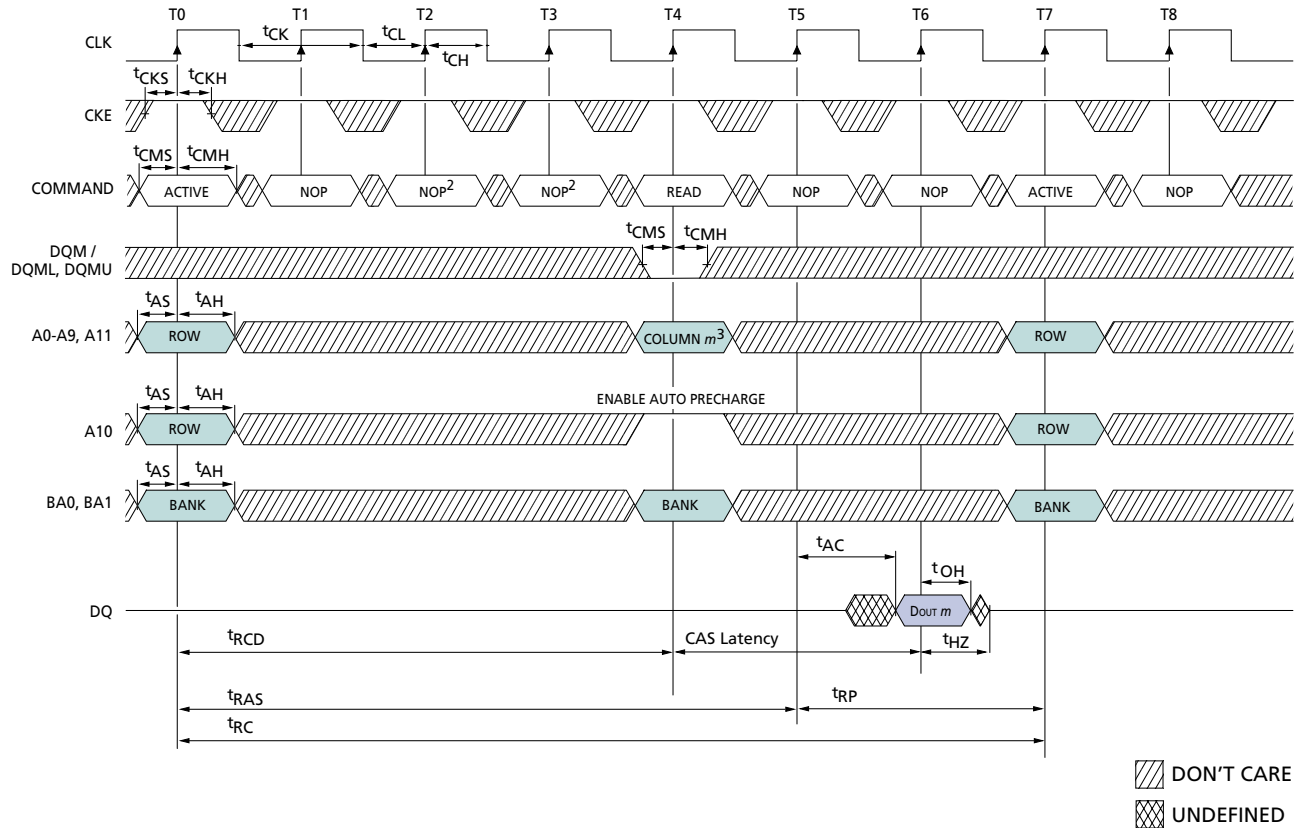 T0 T1 T2 T3 T4 T5 T6 T7 T8
CLK
tCK tCL
tCH
tCKS tCKH
CKE
tCMS tCMH
COMMAND ACTIVE NOP NOP2 NOP2 READ NOP NOP ACTIVE NOP
tCMS tCMH
DQM /
DQML, DQMU
tAS tAH
A0-A9, A11 ROW COLUMN m3 ROW
ENABLE AUTO PRECHARGE
tAS tAH
A10 ROW ROW
tAS tAH
BA0, BA1 BANK BANK BANK
tAC
tOH
DQ DOUT m
tRCD CAS Latency tHZ
tRAS tRP
tRC
DON'T CARE
UNDEFINED